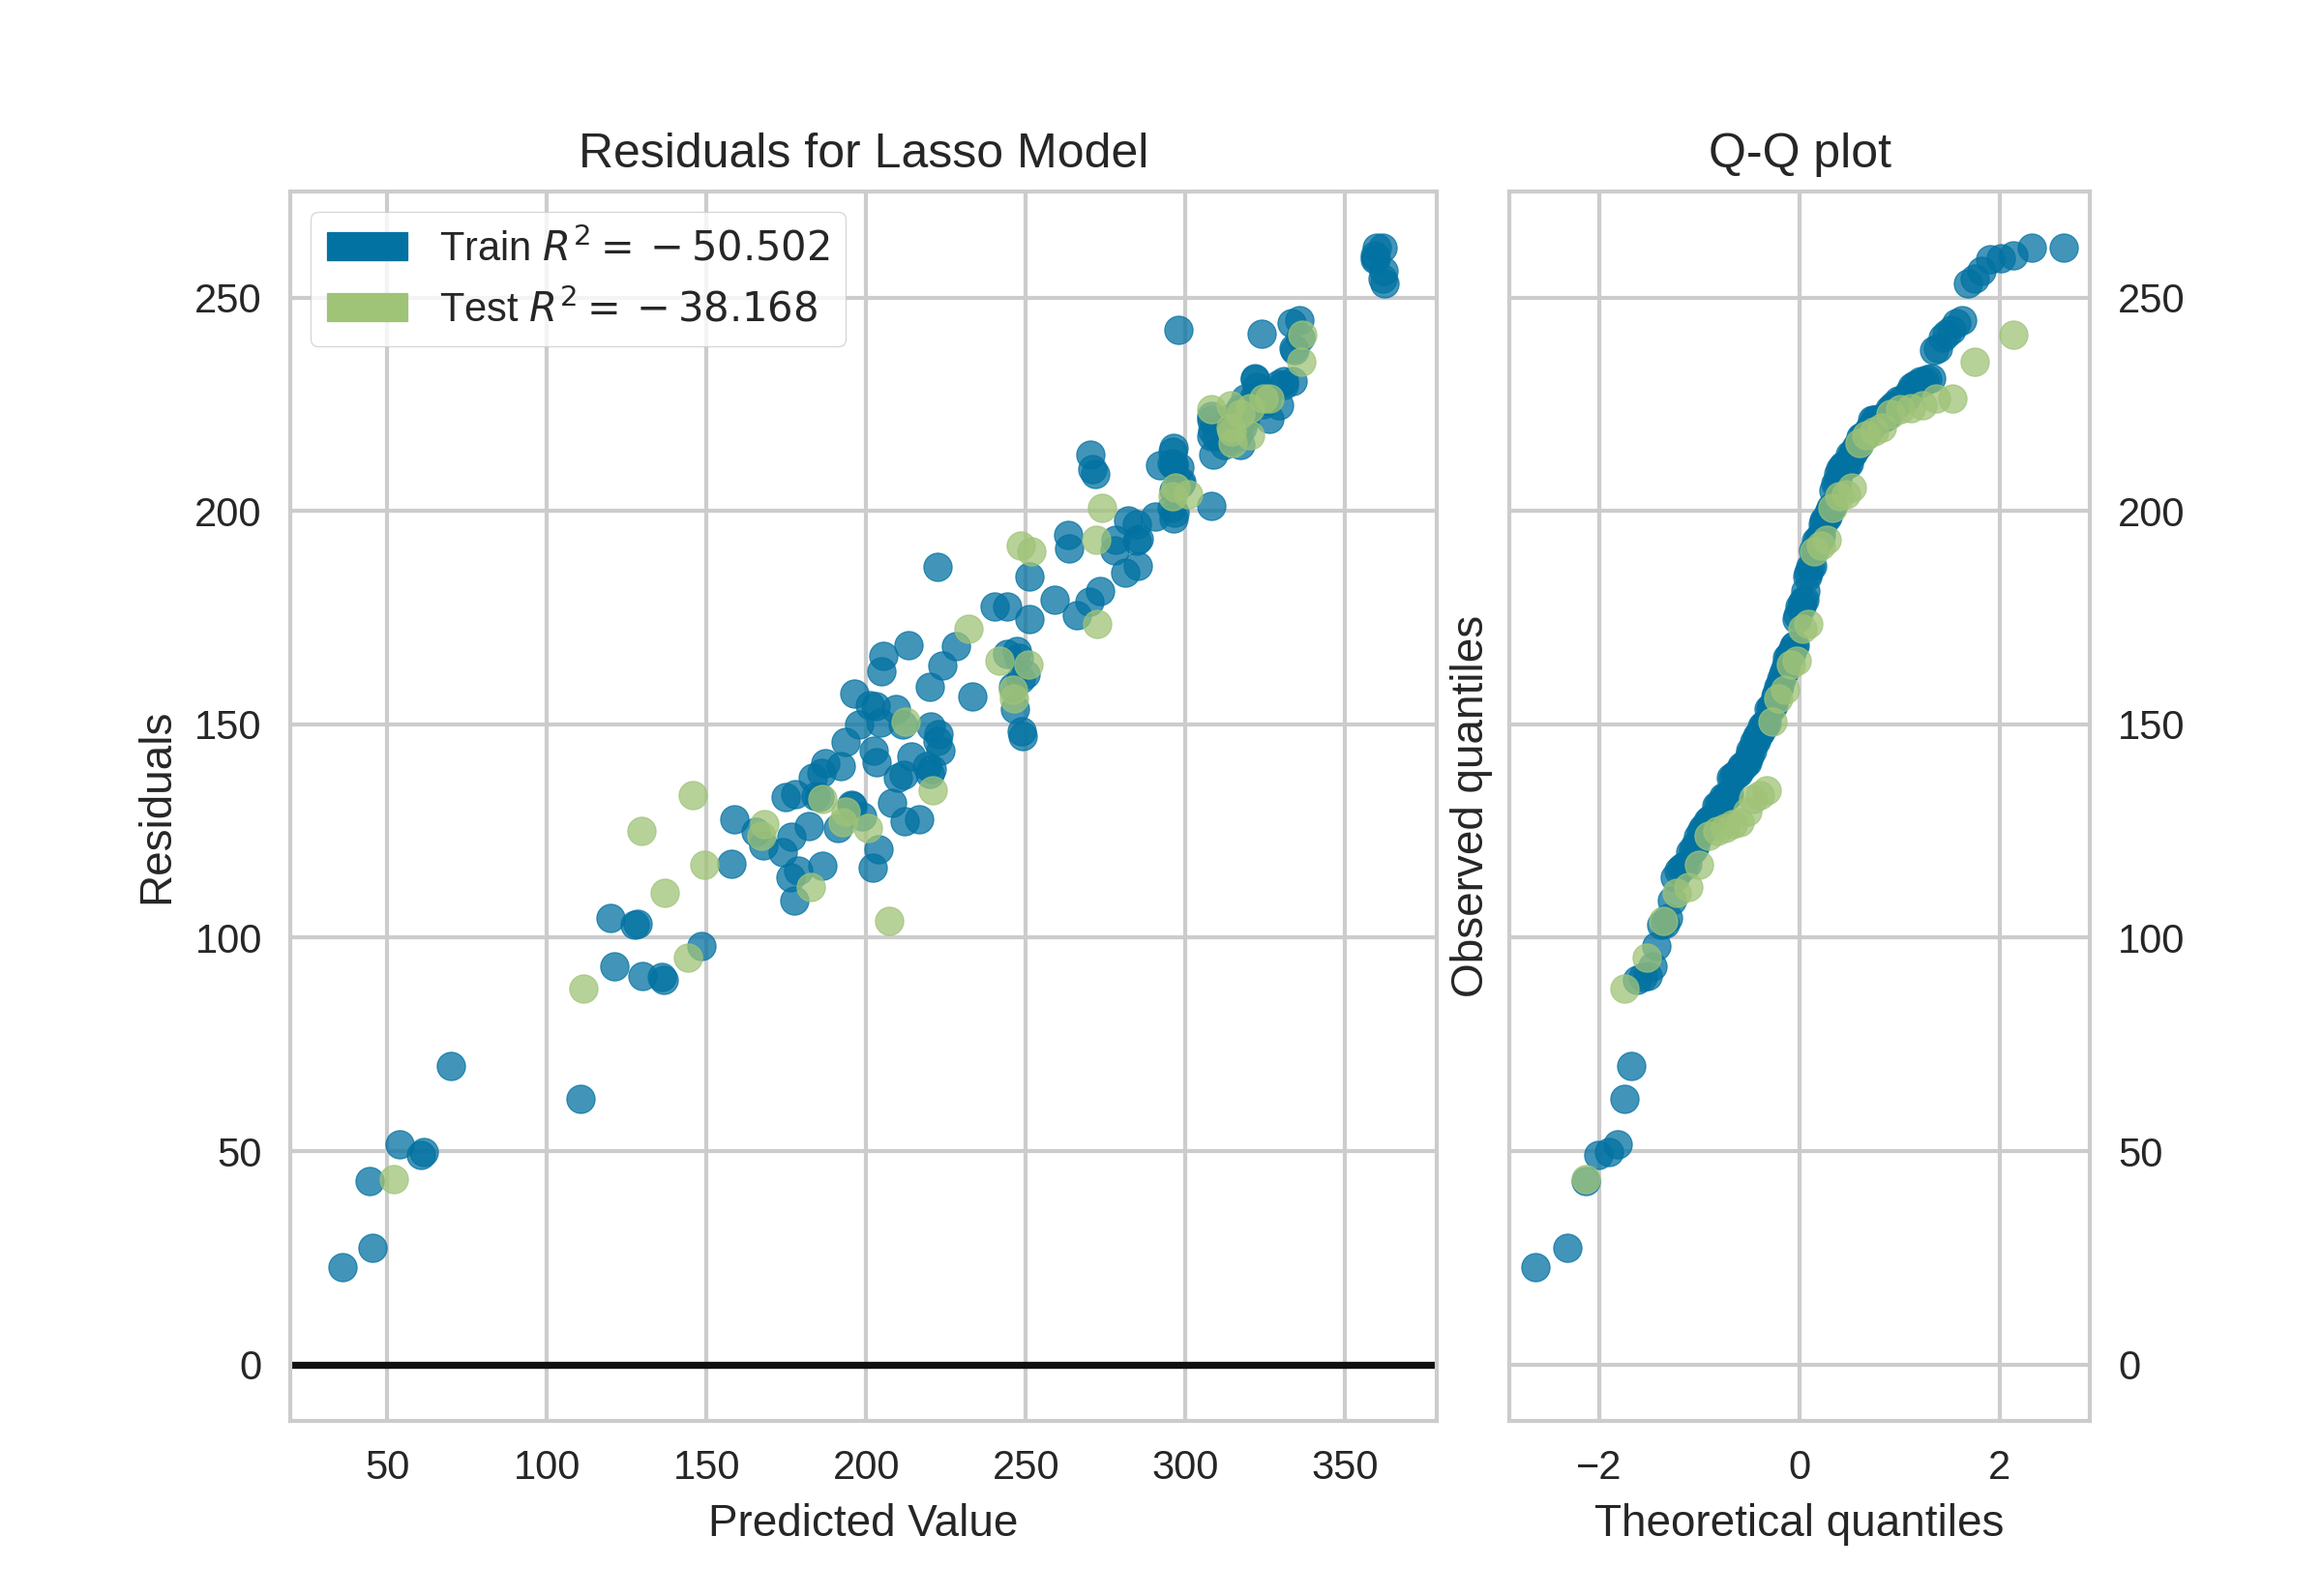 Residuals for Lasso Model
Train R² = −50.502
Test R² = −38.168
Residuals
250
200
150
100
50
0
50 100 150 200 250 300 350
Predicted Value
Q-Q plot
Observed quantiles
250
200
150
100
50
0
−2 0 2
Theoretical quantiles